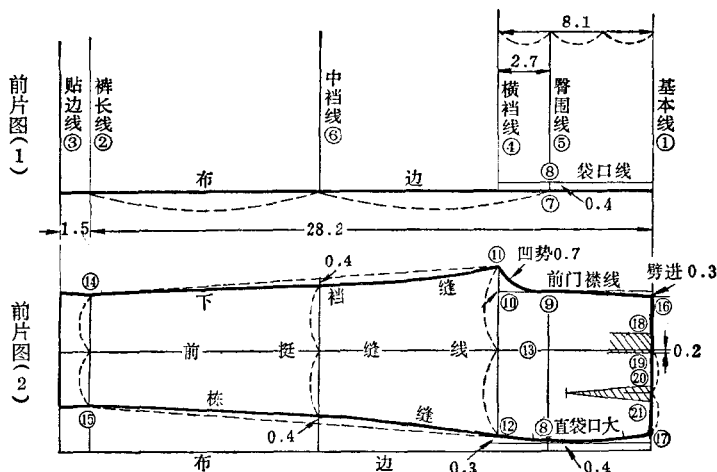 8.1
2.7
前片图(1)
贴边线③
裤长线②
中裆线⑥
横裆线④
臀围线⑤
基本线①
⑧ 袋口线
布 边
⑦
0.4
1.5
28.2
前片图(2)
⑪
凹势0.7
0.4
劈进 0.3
⑭
下 裆 缝
⑩
前门襟线
⑨
⑯
⑱
前 挺 缝 线
⑬
0.2
⑲
⑳
㉑
⑮
栋 缝
⑫
⑧
直袋口大
⑰
0.4
布 边
0.3
0.4